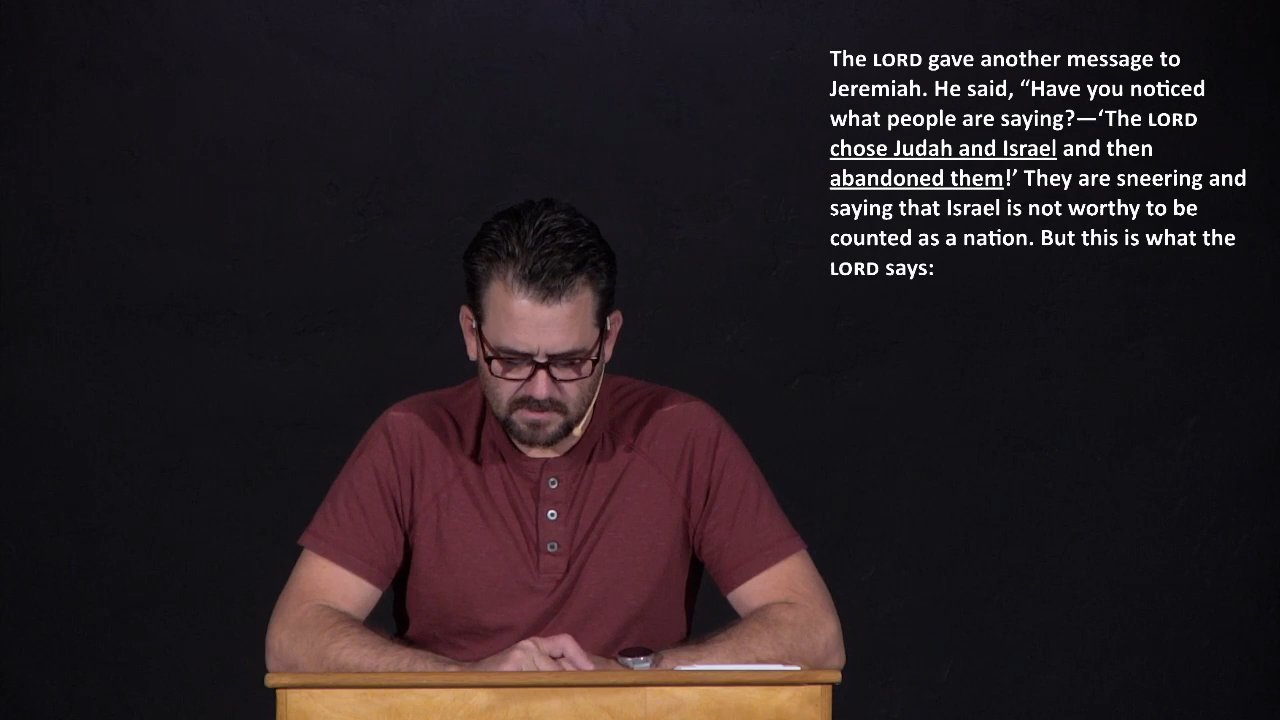 The LORD gave another message to
Jeremiah. He said, “Have you noticed
what people are saying?—‘The LORD
chose Judah and Israel and then
abandoned them!’ They are sneering and
saying that Israel is not worthy to be
counted as a nation. But this is what the
LORD says: